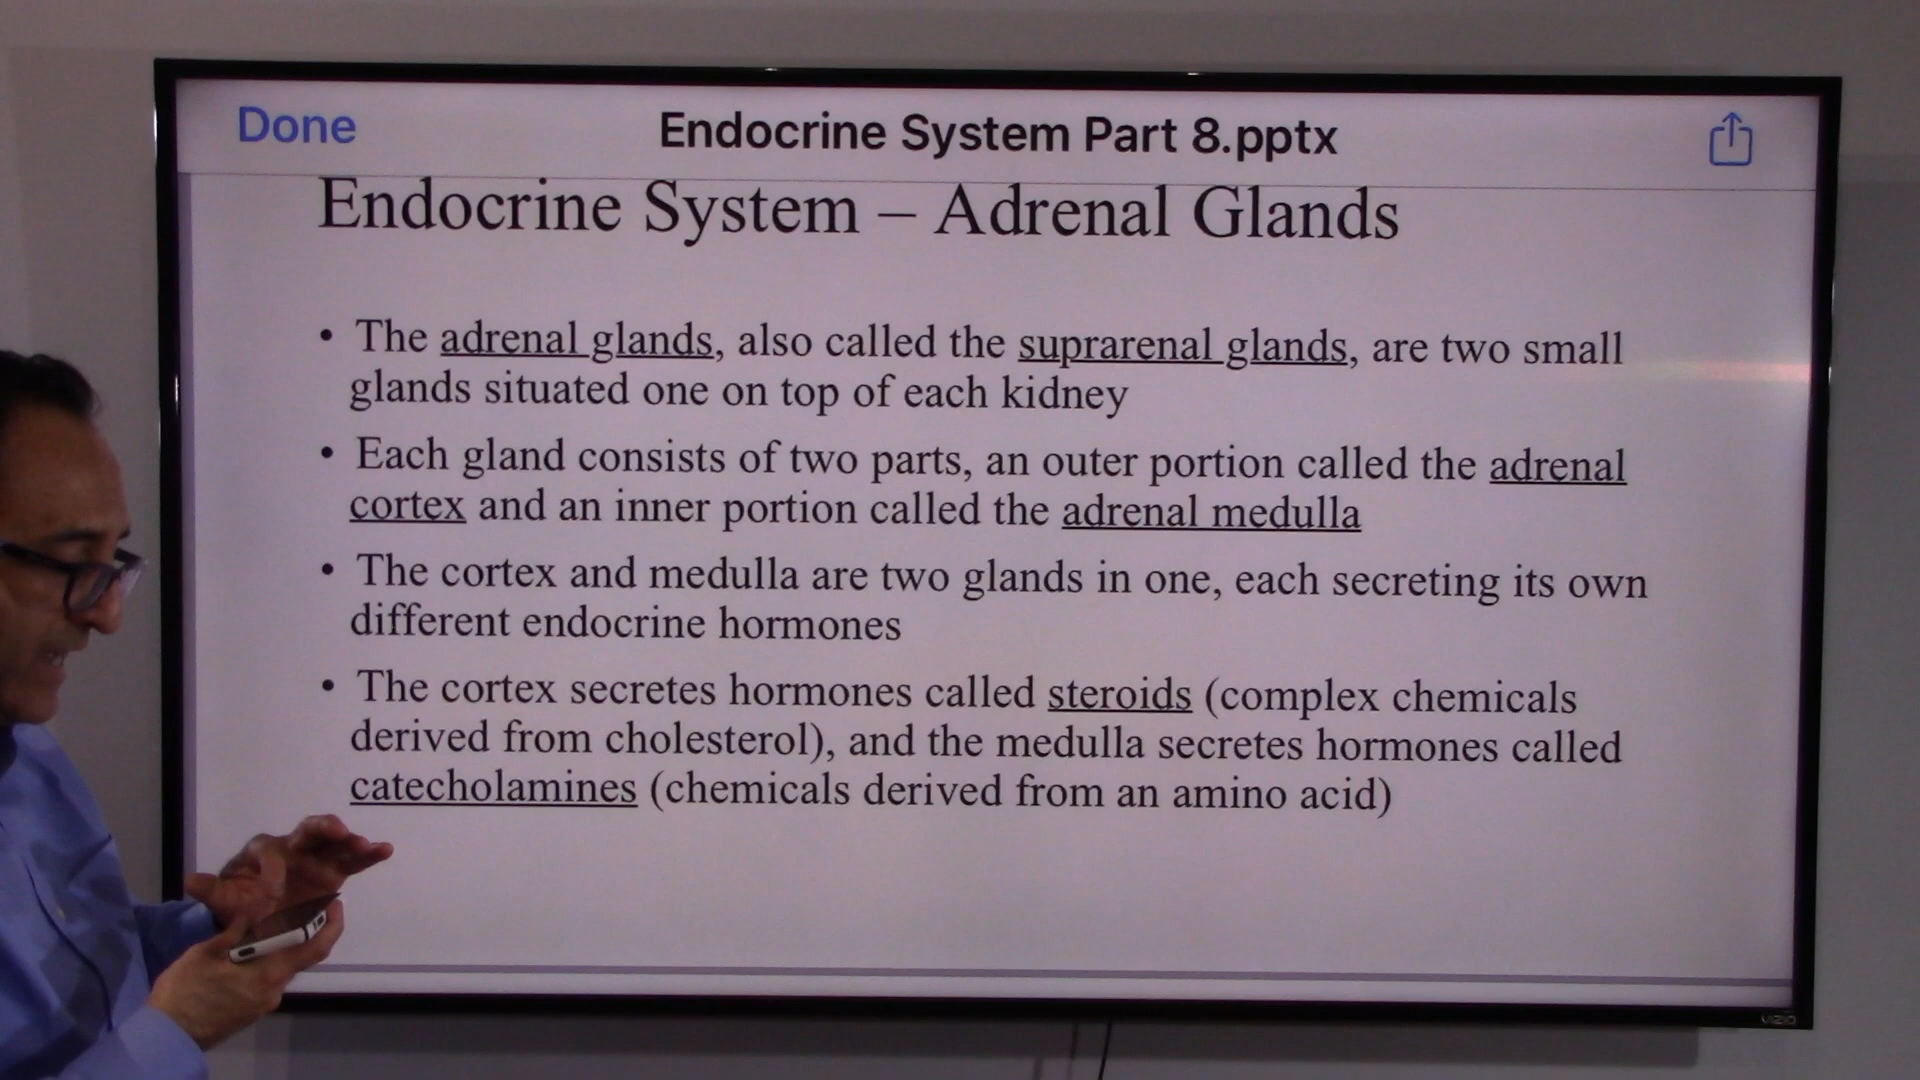 Done
Endocrine System Part 8.pptx
Endocrine System – Adrenal Glands
• The adrenal glands, also called the suprarenal glands, are two small
glands situated one on top of each kidney
• Each gland consists of two parts, an outer portion called the adrenal
cortex and an inner portion called the adrenal medulla
• The cortex and medulla are two glands in one, each secreting its own
different endocrine hormones
• The cortex secretes hormones called steroids (complex chemicals
derived from cholesterol), and the medulla secretes hormones called
catecholamines (chemicals derived from an amino acid)
VIZIO